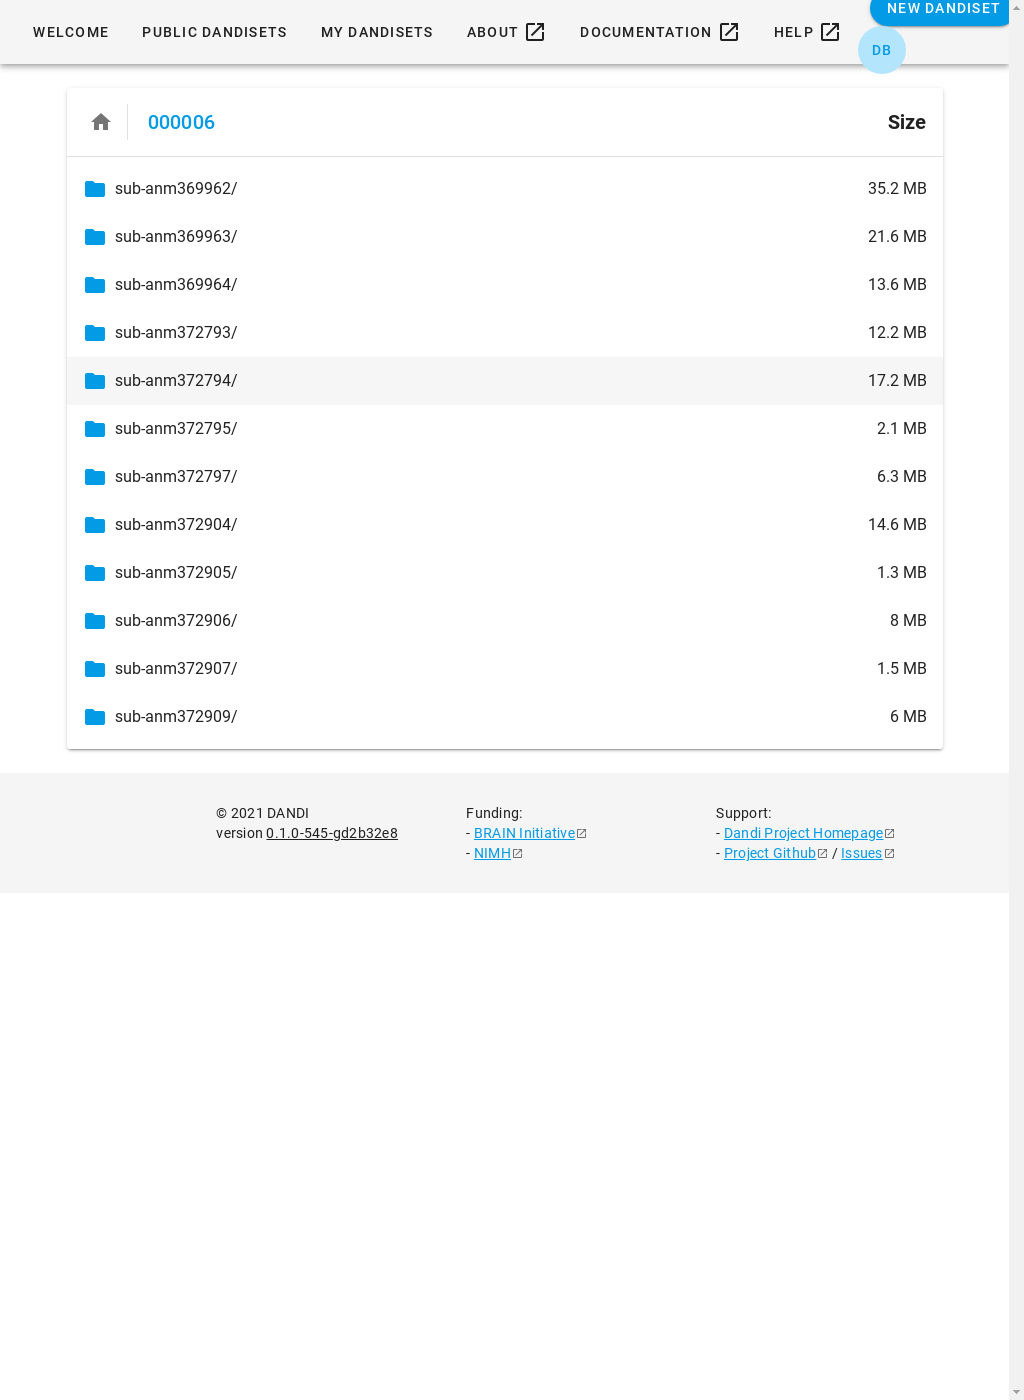 WELCOME PUBLIC DANDISETS MY DANDISETS ABOUT DOCUMENTATION HELP NEW DANDISET
DB
000006 Size
sub-anm369962/ 35.2 MB
sub-anm369963/ 21.6 MB
sub-anm369964/ 13.6 MB
sub-anm372793/ 12.2 MB
sub-anm372794/ 17.2 MB
sub-anm372795/ 2.1 MB
sub-anm372797/ 6.3 MB
sub-anm372904/ 14.6 MB
sub-anm372905/ 1.3 MB
sub-anm372906/ 8 MB
sub-anm372907/ 1.5 MB
sub-anm372909/ 6 MB
© 2021 DANDI
version 0.1.0-545-gd2b32e8
Funding:
- BRAIN Initiative
- NIMH
Support:
- Dandi Project Homepage
- Project Github / Issues